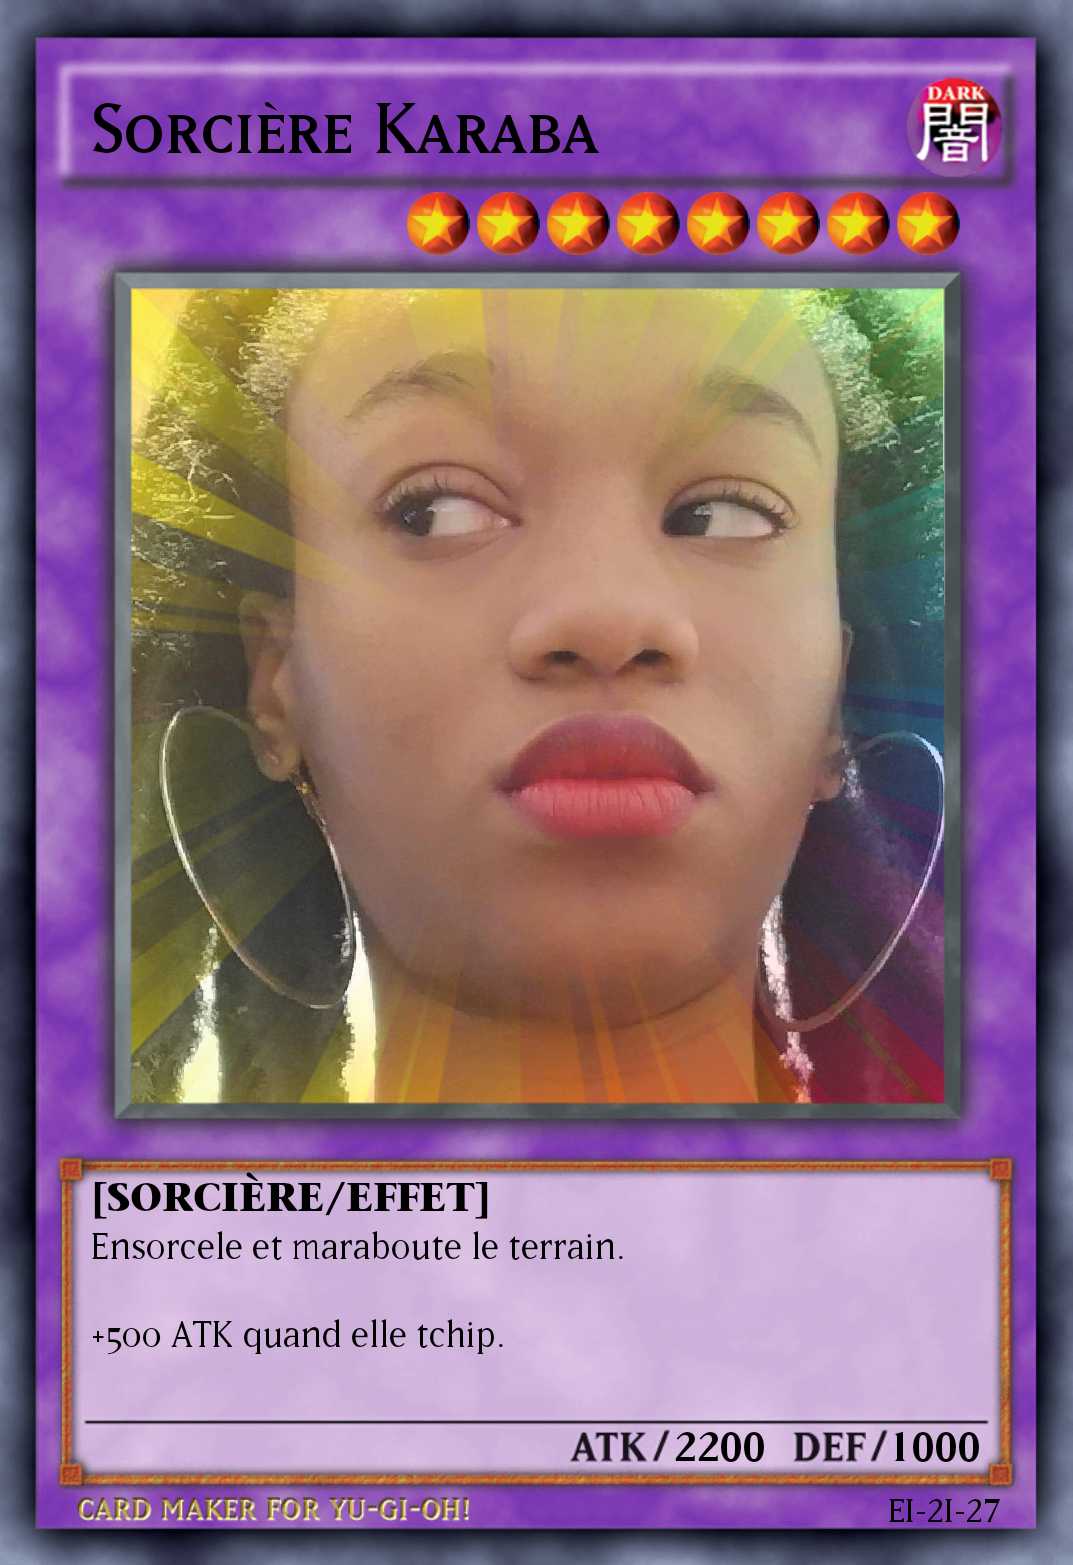 Sorcière Karaba
DARK
闇
[SORCIÈRE/EFFET]
Ensorcele et maraboute le terrain.
+500 ATK quand elle tchip.
ATK/2200 DEF/1000
CARD MAKER FOR YU-GI-OH!
EI-2I-27